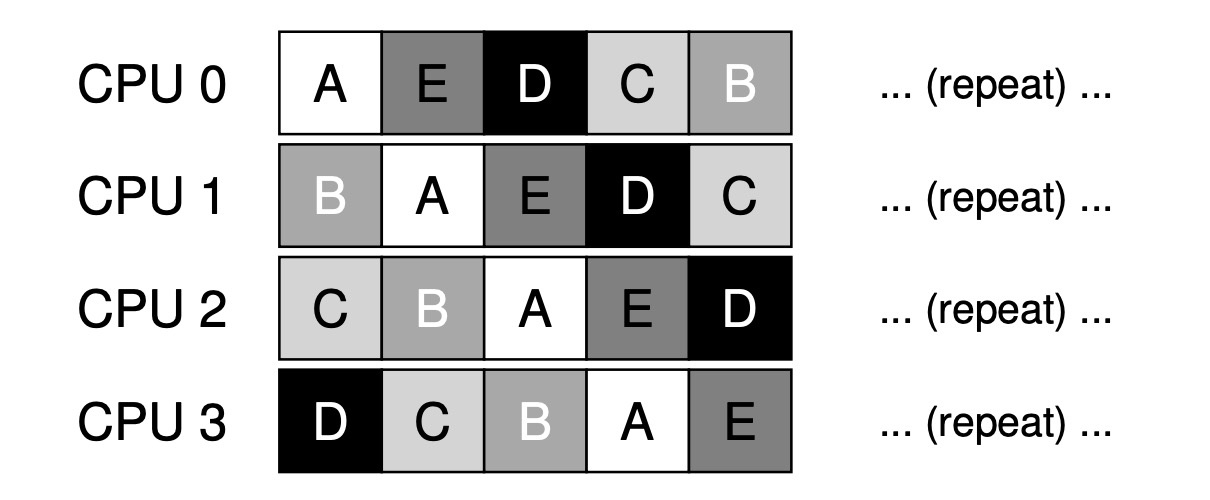 CPU 0 A E D C B ... (repeat) ...
CPU 1 B A E D C ... (repeat) ...
CPU 2 C B A E D ... (repeat) ...
CPU 3 D C B A E ... (repeat) ...